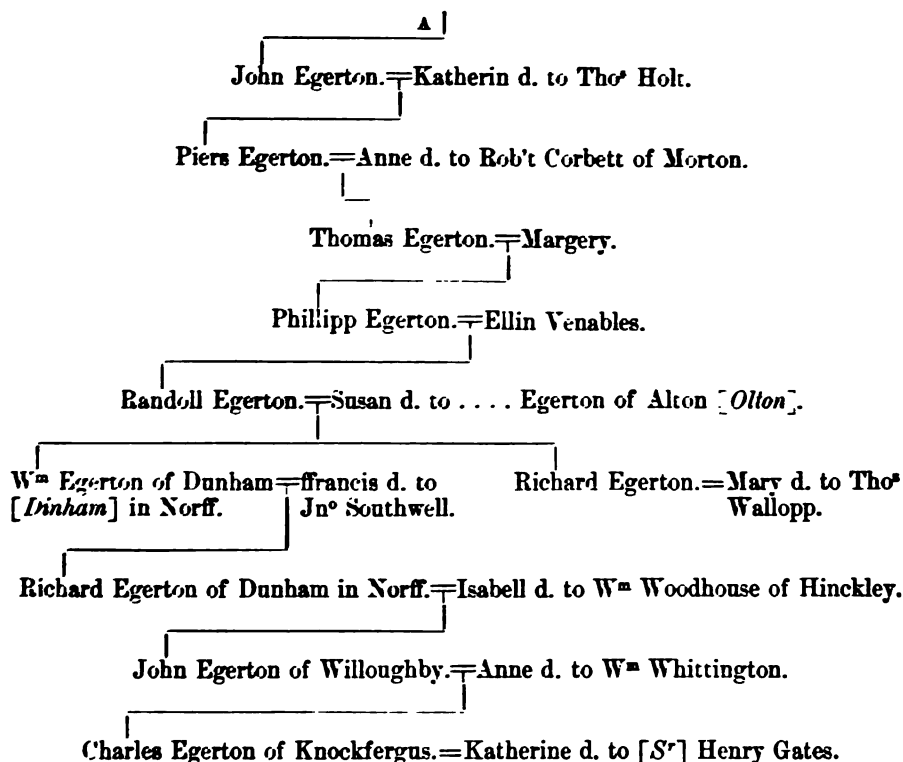 A
John Egerton.=Katherin d. to Thoˢ Holt.
Piers Egerton.=Anne d. to Rob't Corbett of Morton.
Thomas Egerton.=Margery.
Phillipp Egerton.=Ellin Venables.
Randoll Egerton.=Susan d. to . . . . Egerton of Alton [Olton].
Wᵐ Egerton of Dunham=ffrancis d. to Richard Egerton.=Mary d. to Thoˢ
[Dinham] in Norff. Jnº Southwell. Wallopp.
Richard Egerton of Dunham in Norff.=Isabell d. to Wᵐ Woodhouse of Hinckley.
John Egerton of Willoughby.=Anne d. to Wᵐ Whittington.
Charles Egerton of Knockfergus.=Katherine d. to [Sʳ] Henry Gates.